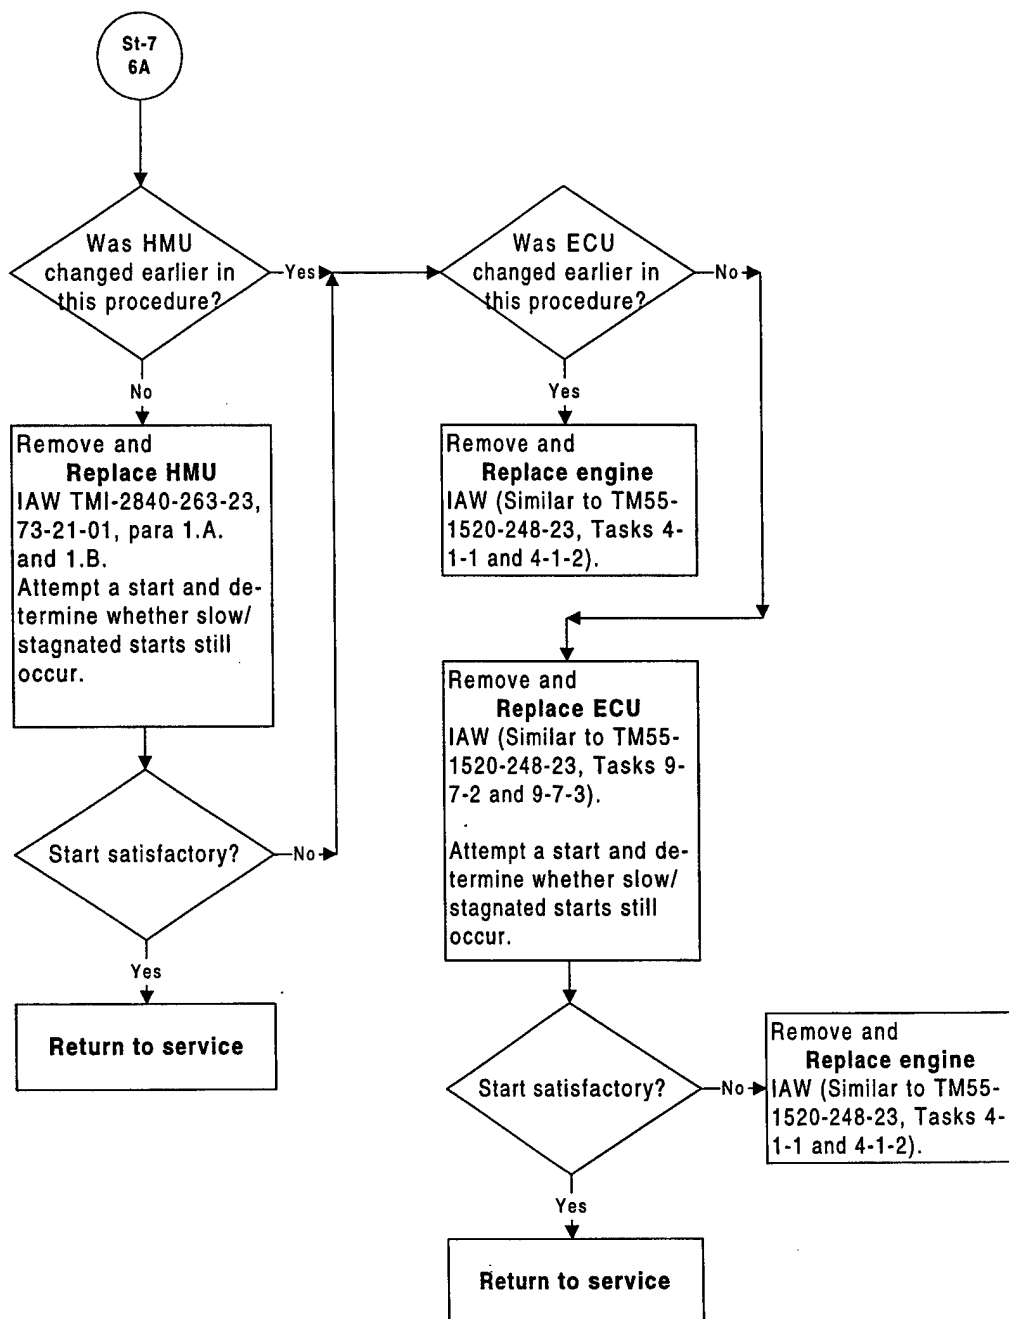 St-7
6A
Was HMU
changed earlier in
this procedure?
Yes
No
Remove and
Replace HMU
IAW TMI-2840-263-23,
73-21-01, para 1.A.
and 1.B.
Attempt a start and de-
termine whether slow/
stagnated starts still
occur.
Start satisfactory?
No
Yes
Return to service
Was ECU
changed earlier in
this procedure?
No
Yes
Remove and
Replace engine
IAW (Similar to TM55-
1520-248-23, Tasks 4-
1-1 and 4-1-2).
Remove and
Replace ECU
IAW (Similar to TM55-
1520-248-23, Tasks 9-
7-2 and 9-7-3).
Attempt a start and de-
termine whether slow/
stagnated starts still
occur.
Start satisfactory?
No
Remove and
Replace engine
IAW (Similar to TM55-
1520-248-23, Tasks 4-
1-1 and 4-1-2).
Yes
Return to service